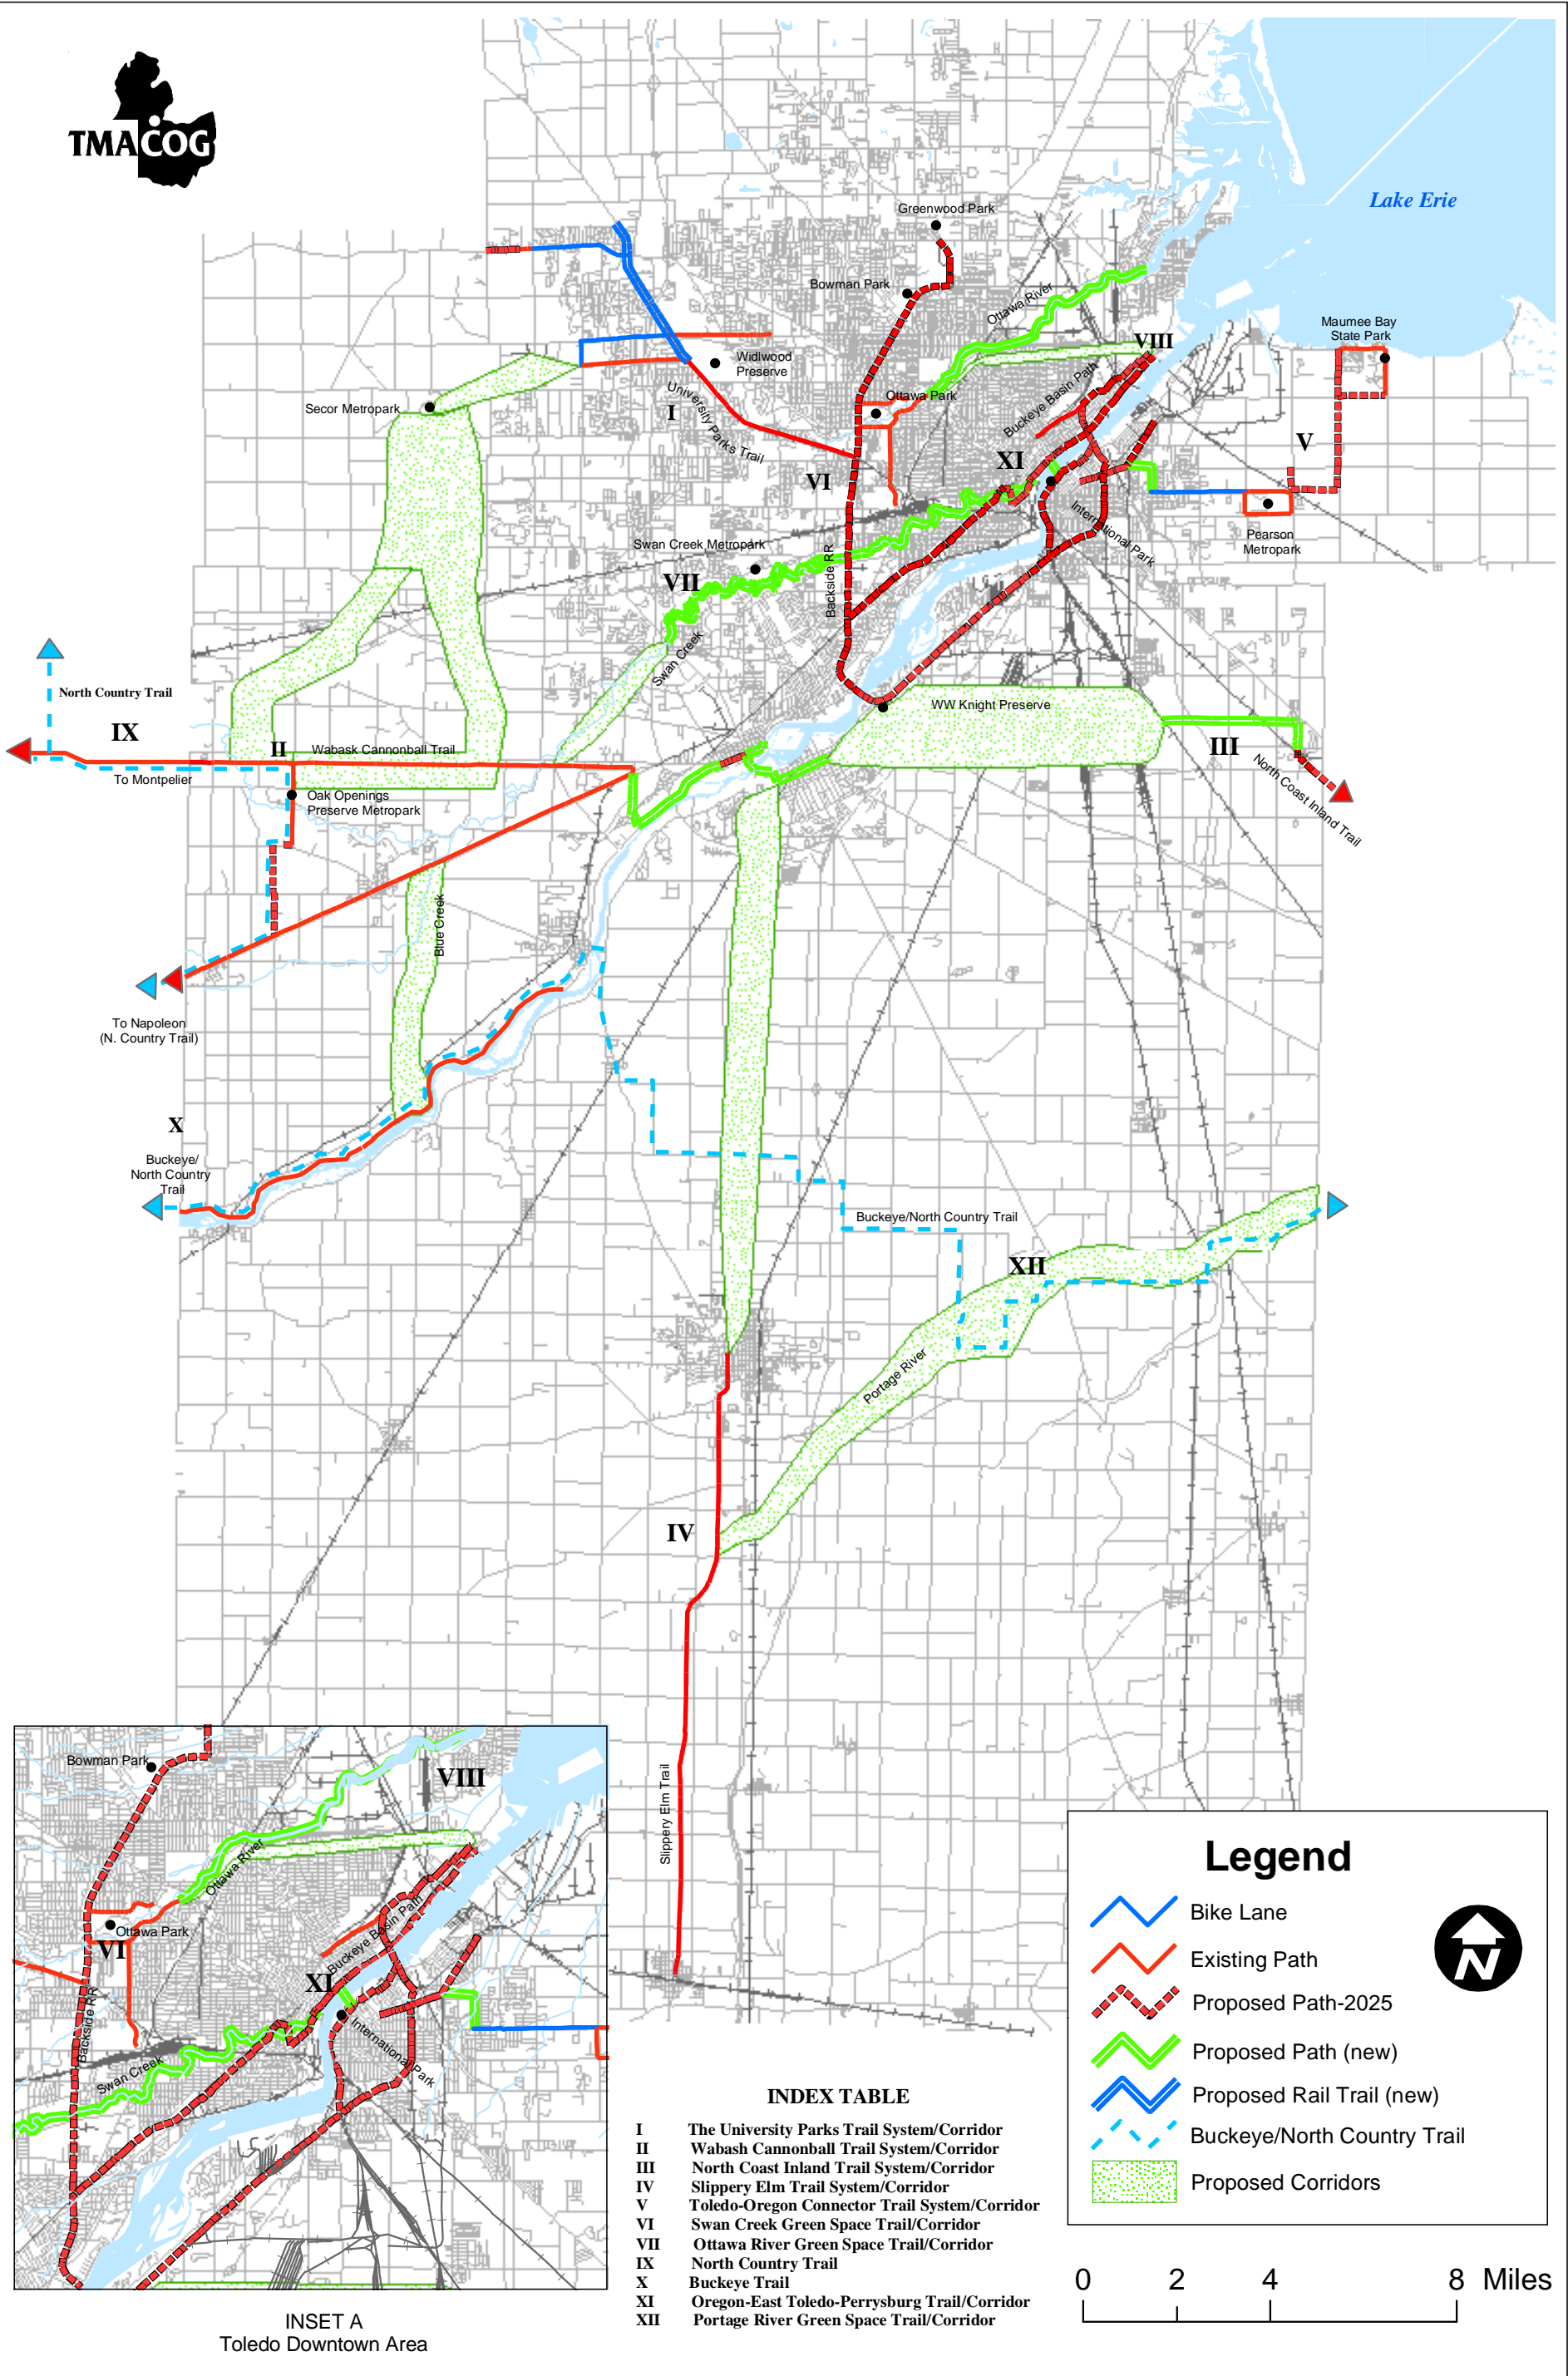 TMACOG
Lake Erie
Greenwood Park
Bowman Park
Ottawa River
Maumee Bay
State Park
VIII
Widlwood
Preserve
Secor Metropark
University Parks Trail
I
Ottawa Park
Buckeye Basin Path
V
XI
VI
International Park
Pearson
Metropark
Swan Creek Metropark
VII
Backside RR
Swan Creek
North Country Trail
IX
II
Wabask Cannonball Trail
To Montpelier
Oak Openings
Preserve Metropark
WW Knight Preserve
III
North Coast Inland Trail
Blue Creek
To Napoleon
(N. Country Trail)
X
Buckeye/
North Country
Trail
Buckeye/North Country Trail
XII
Portage River
IV
Slippery Elm Trail
Bowman Park
VIII
Ottawa River
Ottawa Park
VI
Buckeye Basin Path
XI
Backside RR
International Park
Swan Creek
INSET A
Toledo Downtown Area
INDEX TABLE
I The University Parks Trail System/Corridor
II Wabash Cannonball Trail System/Corridor
III North Coast Inland Trail System/Corridor
IV Slippery Elm Trail System/Corridor
V Toledo-Oregon Connector Trail System/Corridor
VI Swan Creek Green Space Trail/Corridor
VII Ottawa River Green Space Trail/Corridor
IX North Country Trail
X Buckeye Trail
XI Oregon-East Toledo-Perrysburg Trail/Corridor
XII Portage River Green Space Trail/Corridor
Legend
Bike Lane
Existing Path
Proposed Path-2025
Proposed Path (new)
Proposed Rail Trail (new)
Buckeye/North Country Trail
Proposed Corridors
N
0 2 4 8 Miles